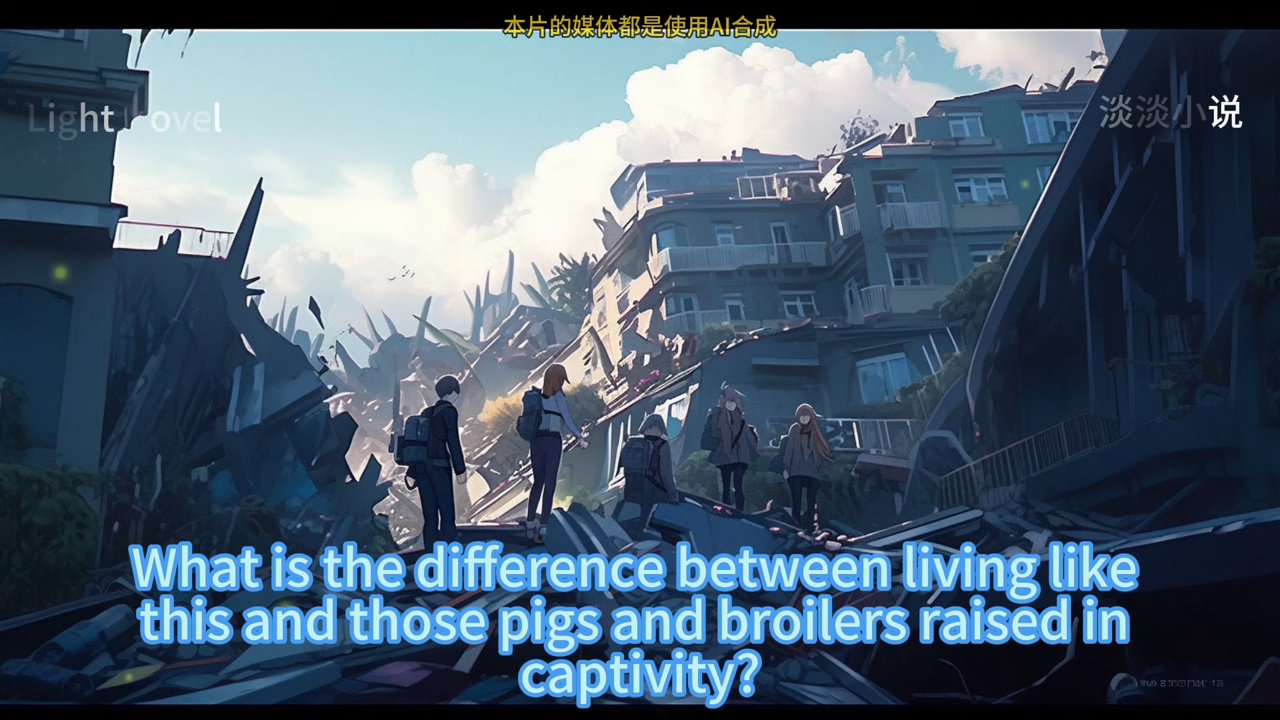 本片的媒体都是使用AI合成
Light ovel
淡淡小说
What is the difference between living like
this and those pigs and broilers raised in
captivity?